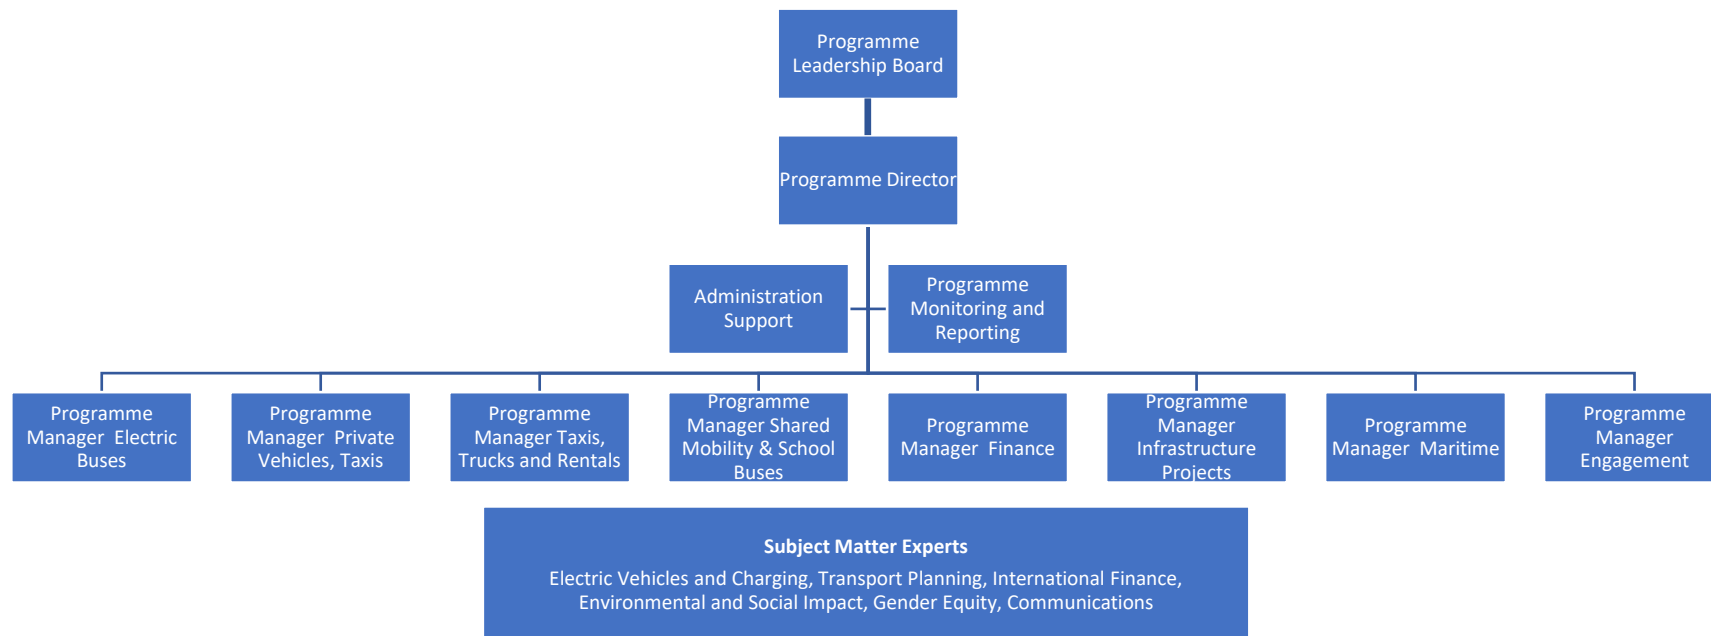 Programme
Leadership Board
Programme Director
Administration
Support
Programme
Monitoring and
Reporting
Programme
Manager Electric
Buses
Programme
Manager Private
Vehicles, Taxis
Programme
Manager Taxis,
Trucks and Rentals
Programme
Manager Shared
Mobility & School
Buses
Programme
Manager Finance
Programme
Manager
Infrastructure
Projects
Programme
Manager Maritime
Programme
Manager
Engagement
Subject Matter Experts
Electric Vehicles and Charging, Transport Planning, International Finance,
Environmental and Social Impact, Gender Equity, Communications